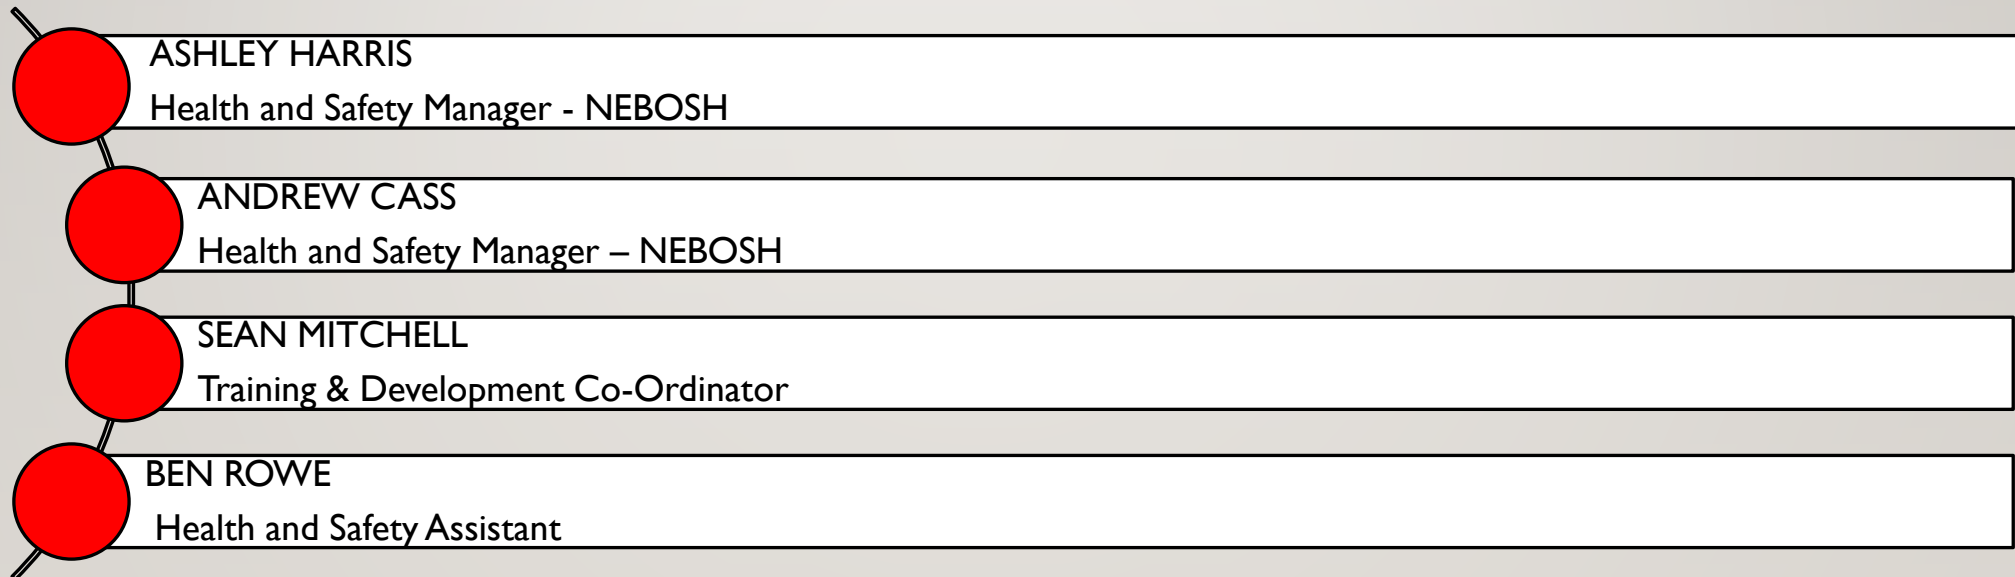 ASHLEY HARRIS
Health and Safety Manager - NEBOSH
ANDREW CASS
Health and Safety Manager – NEBOSH
SEAN MITCHELL
Training & Development Co-Ordinator
BEN ROWE
Health and Safety Assistant